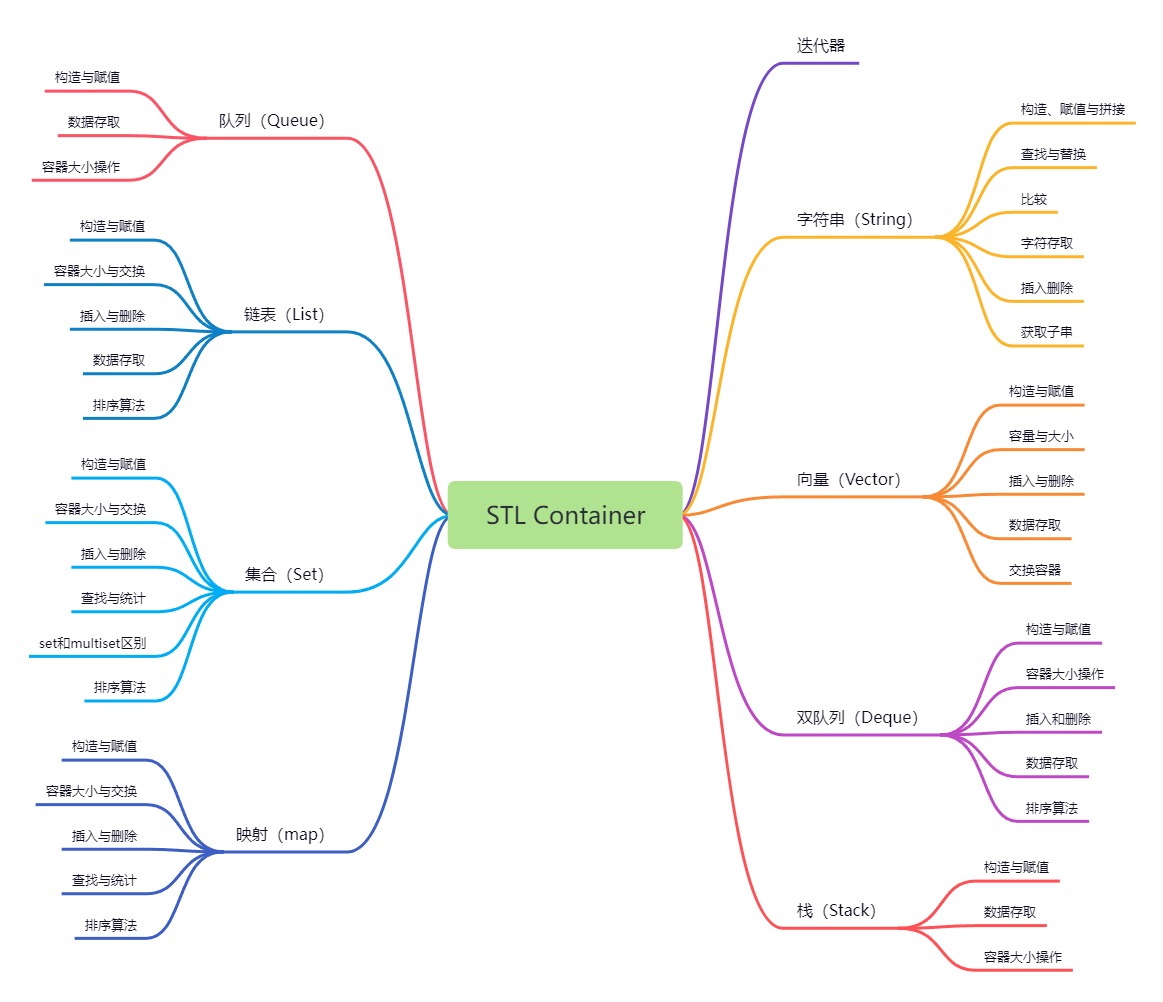 STL Container
迭代器
字符串（String）
构造、赋值与拼接
查找与替换
比较
字符存取
插入删除
获取子串
向量（Vector）
构造与赋值
容量与大小
插入与删除
数据存取
交换容器
双队列（Deque）
构造与赋值
容器大小操作
插入和删除
数据存取
排序算法
栈（Stack）
构造与赋值
数据存取
容器大小操作
队列（Queue）
构造与赋值
数据存取
容器大小操作
链表（List）
构造与赋值
容器大小与交换
插入与删除
数据存取
排序算法
集合（Set）
构造与赋值
容器大小与交换
插入与删除
查找与统计
set和multiset区别
排序算法
映射（map）
构造与赋值
容器大小与交换
插入与删除
查找与统计
排序算法